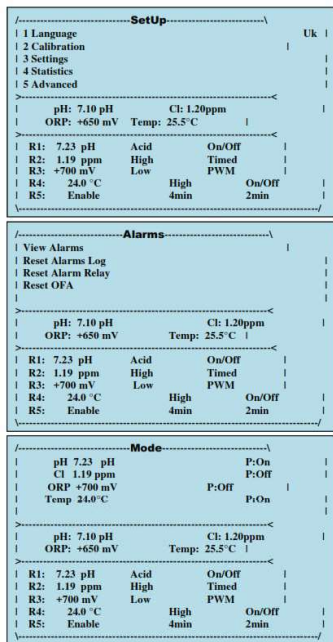 /------------------------------SetUp--------------------------\
| 1 Language Uk |
| 2 Calibration |
| 3 Settings
| 4 Statistics
| 5 Advanced
>-----------------------------------------------------------<
| pH: 7.10 pH Cl: 1.20ppm
| ORP: +650 mV Temp: 25.5°C |
>-----------------------------------------------------------<
| R1: 7.23 pH Acid On/Off |
| R2: 1.19 ppm High Timed |
| R3: +700 mV Low PWM |
| R4: 24.0 °C High On/Off |
| R5: Enable 4min 2min |
\-----------------------------------------------------------------------/
/----------------------------Alarms---------------------------\
| View Alarms |
| Reset Alarms Log
| Reset Alarm Relay
| Reset OFA
| |
>-----------------------------------------------------------<
| pH: 7.10 pH Cl: 1.20ppm |
| ORP: +650 mV Temp: 25.5°C |
>-----------------------------------------------------------<
| R1: 7.23 pH Acid On/Off |
| R2: 1.19 ppm High Timed |
| R3: +700 mV Low PWM |
| R4: 24.0 °C High On/Off |
| R5: Enable 4min 2min |
\-----------------------------------------------------------------------/
/------------------------------Mode---------------------------\
| pH 7.23 pH P:On |
| Cl 1.19 ppm P:Off |
| ORP +700 mV P:Off |
| Temp 24.0°C P:On |
| |
>-----------------------------------------------------------<
| pH: 7.10 pH Cl: 1.20ppm |
| ORP: +650 mV Temp: 25.5°C |
>-----------------------------------------------------------<
| R1: 7.23 pH Acid On/Off |
| R2: 1.19 ppm High Timed |
| R3: +700 mV Low PWM |
| R4: 24.0 °C High On/Off |
| R5: Enable 4min 2min |
\-----------------------------------------------------------------------/